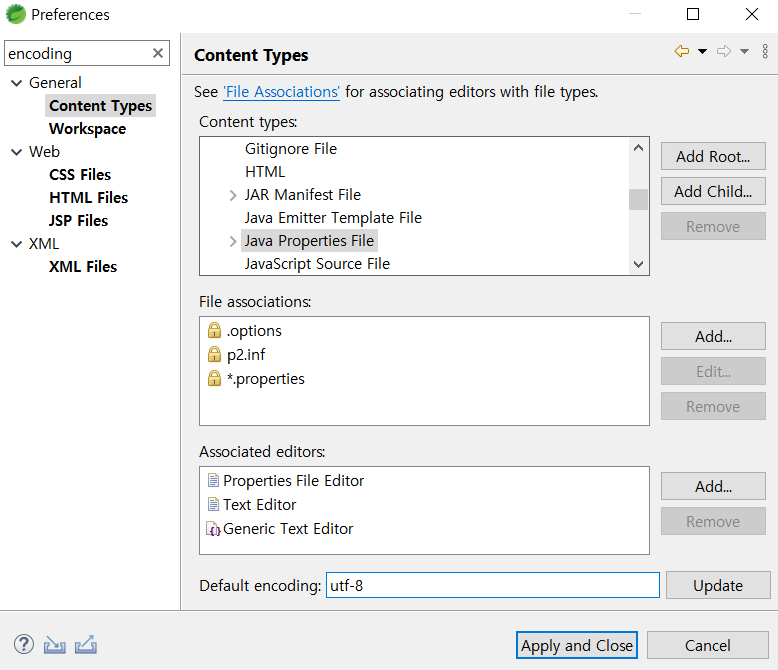 Preferences
encoding
General
Content Types
Workspace
Web
CSS Files
HTML Files
JSP Files
XML
XML Files
Content Types
See 'File Associations' for associating editors with file types.
Content types:
Gitignore File
HTML
JAR Manifest File
Java Emitter Template File
Java Properties File
JavaScript Source File
Add Root...
Add Child...
Remove
File associations:
.options
p2.inf
*.properties
Add...
Edit...
Remove
Associated editors:
Properties File Editor
Text Editor
Generic Text Editor
Add...
Remove
Default encoding: utf-8 Update
Apply and Close Cancel